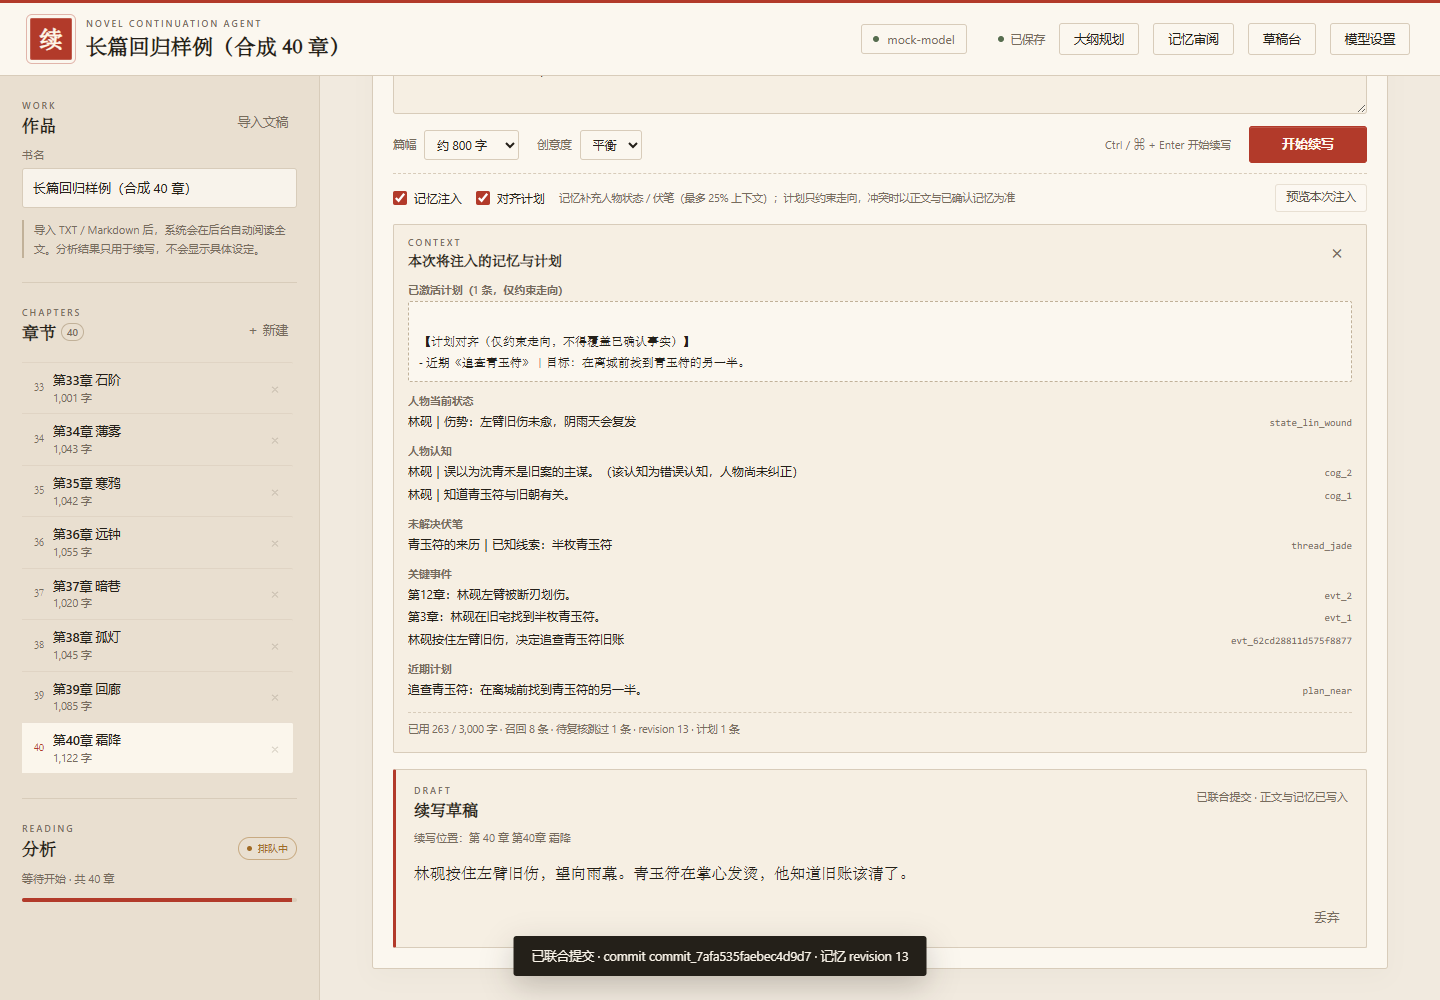 续
NOVEL CONTINUATION AGENT
长篇回归样例（合成 40 章）
mock-model
已保存
大纲规划
记忆审阅
草稿台
模型设置
WORK
作品
导入文稿
书名
长篇回归样例（合成 40 章）
导入 TXT / Markdown 后，系统会在后台自动阅读全
文。分析结果只用于续写，不会显示具体设定。
CHAPTERS
章节 40
+ 新建
33 第33章 石阶 ×
1,001 字
34 第34章 薄雾 ×
1,043 字
35 第35章 寒鸦 ×
1,042 字
36 第36章 远钟 ×
1,055 字
37 第37章 暗巷 ×
1,020 字
38 第38章 孤灯 ×
1,045 字
39 第39章 回廊 ×
1,085 字
40 第40章 霜降 ×
1,122 字
READING
分析
排队中
等待开始 · 共 40 章
篇幅 约 800 字 创意度 平衡
Ctrl / ⌘ + Enter 开始续写
开始续写
记忆注入 对齐计划 记忆补充人物状态 / 伏笔（最多 25% 上下文）；计划只约束走向，冲突时以正文与已确认记忆为准
预览本次注入
CONTEXT
本次将注入的记忆与计划
×
已激活计划（1 条，仅约束走向）
【计划对齐（仅约束走向，不得覆盖已确认事实）】
- 近期《追查青玉符》｜目标：在离城前找到青玉符的另一半。
人物当前状态
林砚 | 伤势：左臂旧伤未愈，阴雨天会复发 state_lin_wound
人物认知
林砚 | 误以为沈青禾是旧案的主谋。（该认知为错误认知，人物尚未纠正） cog_2
林砚 | 知道青玉符与旧朝有关。 cog_1
未解决伏笔
青玉符的来历 | 已知线索：半枚青玉符 thread_jade
关键事件
第12章：林砚左臂被断刃划伤。 evt_2
第3章：林砚在旧宅找到半枚青玉符。 evt_1
林砚按住左臂旧伤，决定追查青玉符旧账 evt_62cd28811d575f8877
近期计划
追查青玉符：在离城前找到青玉符的另一半。 plan_near
已用 263 / 3,000 字 · 召回 8 条 · 待复核跳过 1 条 · revision 13 · 计划 1 条
DRAFT
续写草稿
已联合提交 · 正文与记忆已写入
续写位置：第 40 章 第40章 霜降
林砚按住左臂旧伤，望向雨幕。青玉符在掌心发烫，他知道旧账该清了。
丢弃
已联合提交 · commit commit_7afa535faebec4d9d7 · 记忆 revision 13